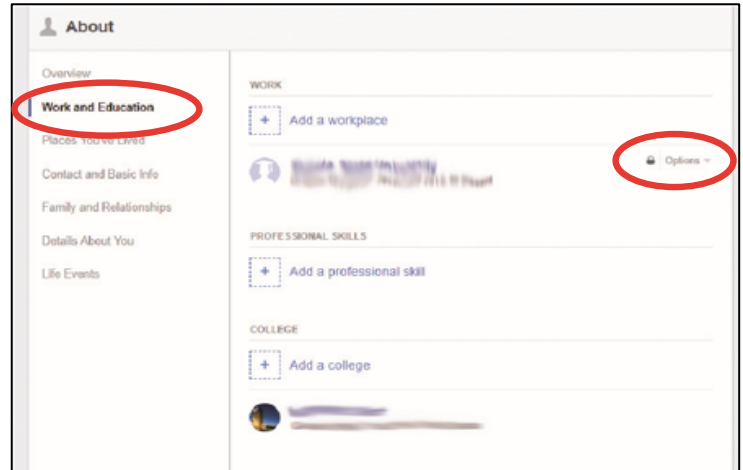 About
Overview
Work and Education
Places You've Lived
Contact and Basic Info
Family and Relationships
Details About You
Life Events
WORK
Add a workplace
Options
PROFESSIONAL SKILLS
Add a professional skill
COLLEGE
Add a college